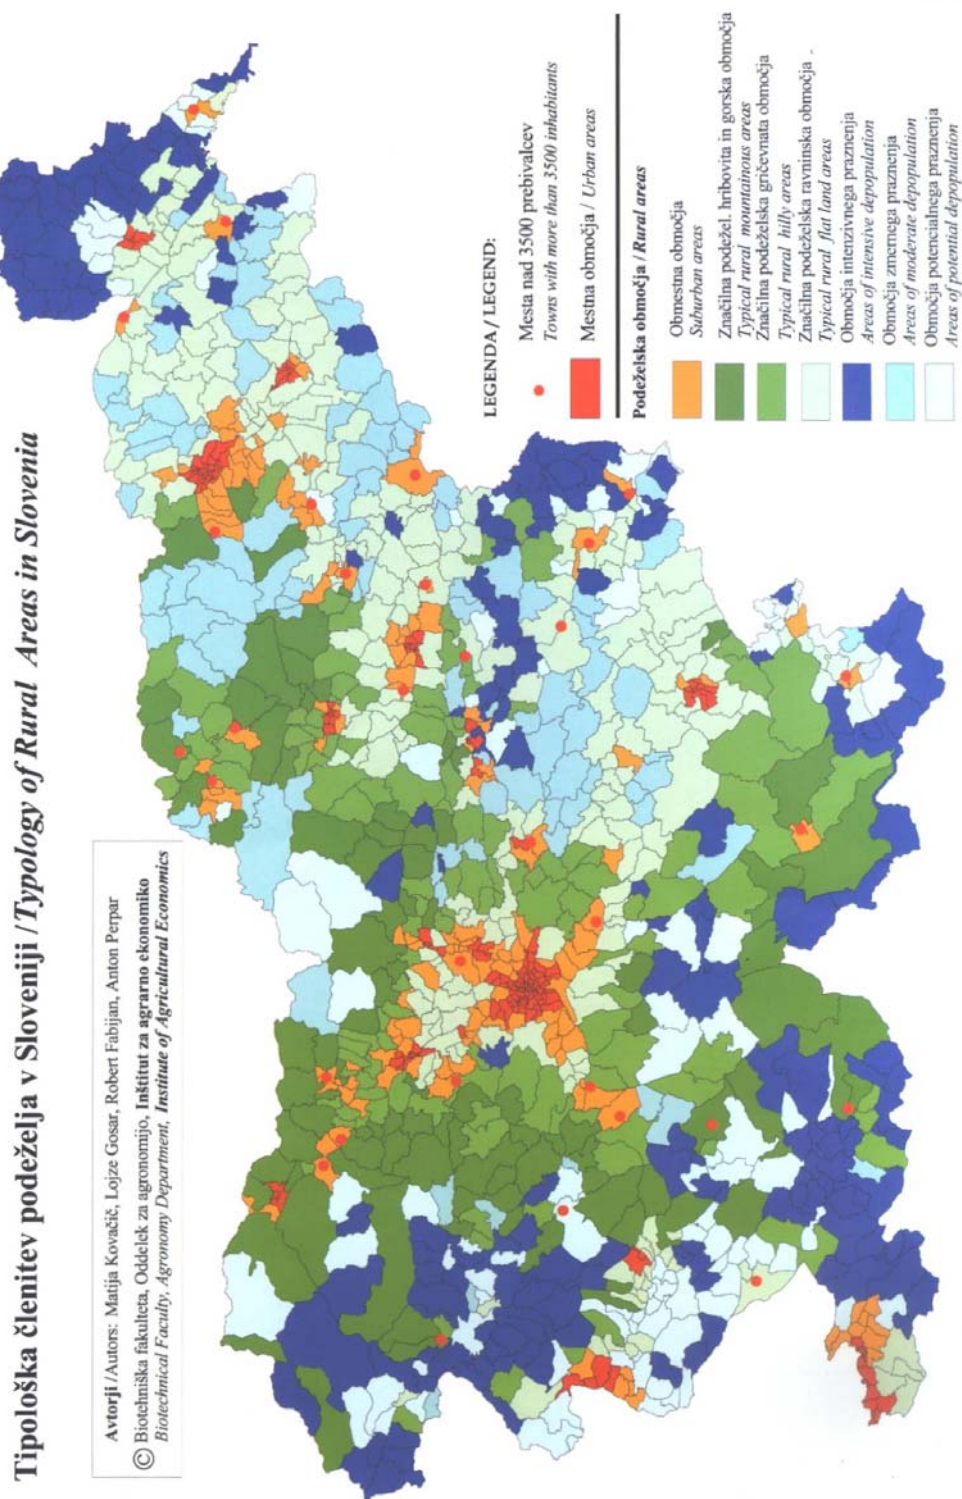 Tipološka členitev podeželja v Sloveniji / Typology of Rural Areas in Slovenia
Avtorji / Autors: Matija Kovačič, Lojze Gosar, Robert Fabijan, Anton Perpar
© Biotehniška fakulteta, Oddelek za agronomijo, Inštitut za agrarno ekonomiko
Biotechnical Faculty, Agronomy Department, Institute of Agricultural Economics
LEGENDA / LEGEND:
Mesta nad 3500 prebivalcev
Towns with more than 3500 inhabitants
Mestna območja / Urban areas
Podeželska območja / Rural areas
Obmestna območja
Suburban areas
Značilna podežel. hribovita in gorska območja
Typical rural mountainous areas
Značilna podeželska gričevnata območja
Typical rural hilly areas
Značilna podeželska ravninska območja -
Typical rural flat land areas
Območja intenzivnega praznenja
Areas of intensive depopulation
Območja zmernega praznenja
Areas of moderate depopulation
Območja potencialnega praznenja
Areas of potential depopulation